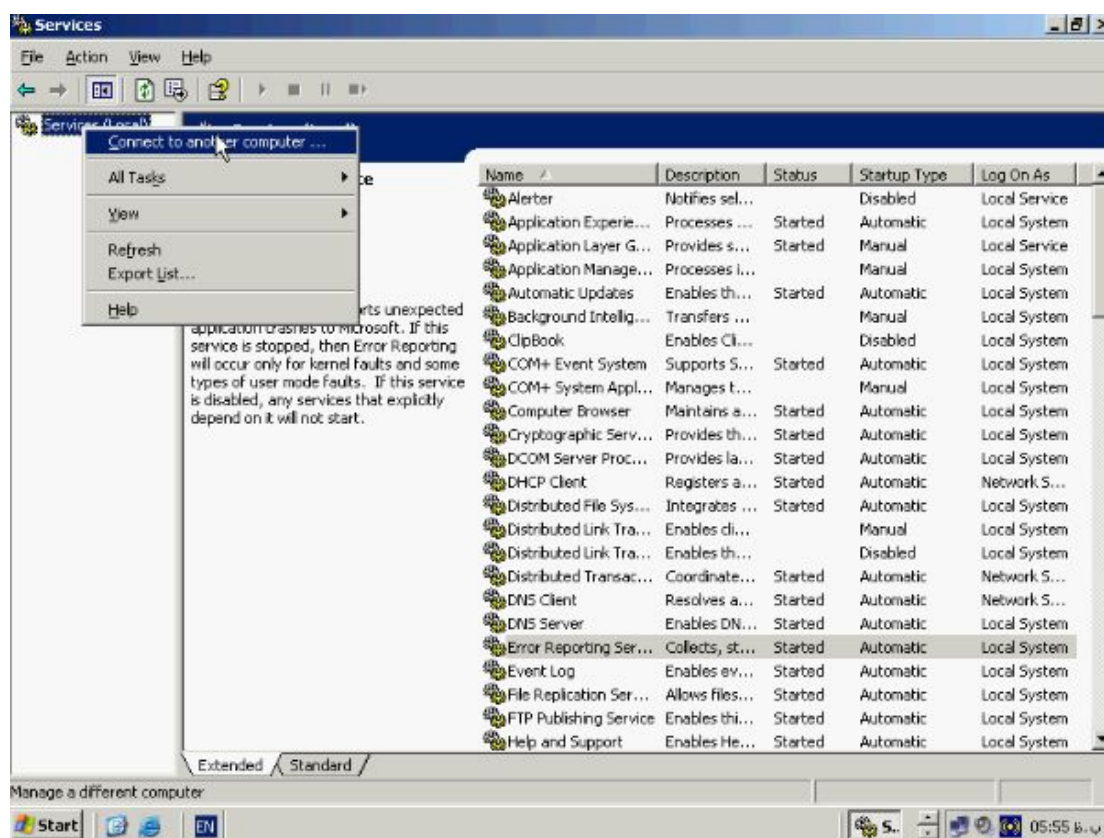 Services
File Action View Help
Services (Local)
Connect to another computer ...
All Tasks
View
Refresh
Export List...
Help
ce
rts unexpected
application crashes to Microsoft. If this
service is stopped, then Error Reporting
will occur only for kernel faults and some
types of user mode faults. If this service
is disabled, any services that explicitly
depend on it will not start.
Name Description Status Startup Type Log On As
Alerter Notifies sel... Disabled Local Service
Application Experie... Processes ... Started Automatic Local System
Application Layer G... Provides s... Started Manual Local Service
Application Manage... Processes i... Manual Local System
Automatic Updates Enables th... Started Automatic Local System
Background Intellig... Transfers ... Manual Local System
ClipBook Enables Cli... Disabled Local System
COM+ Event System Supports S... Started Automatic Local System
COM+ System Appl... Manages t... Manual Local System
Computer Browser Maintains a... Started Automatic Local System
Cryptographic Serv... Provides th... Started Automatic Local System
DCOM Server Proc... Provides la... Started Automatic Local System
DHCP Client Registers a... Started Automatic Network S...
Distributed File Sys... Integrates ... Started Automatic Local System
Distributed Link Tra... Enables cli... Manual Local System
Distributed Link Tra... Enables th... Disabled Local System
Distributed Transac... Coordinate... Started Automatic Network S...
DNS Client Resolves a... Started Automatic Network S...
DNS Server Enables DN... Started Automatic Local System
Error Reporting Ser... Collects, st... Started Automatic Local System
Event Log Enables ev... Started Automatic Local System
File Replication Ser... Allows files... Started Automatic Local System
FTP Publishing Service Enables thi... Started Automatic Local System
Help and Support Enables He... Started Automatic Local System
Extended Standard
Manage a different computer
Start EN S.. 05:55